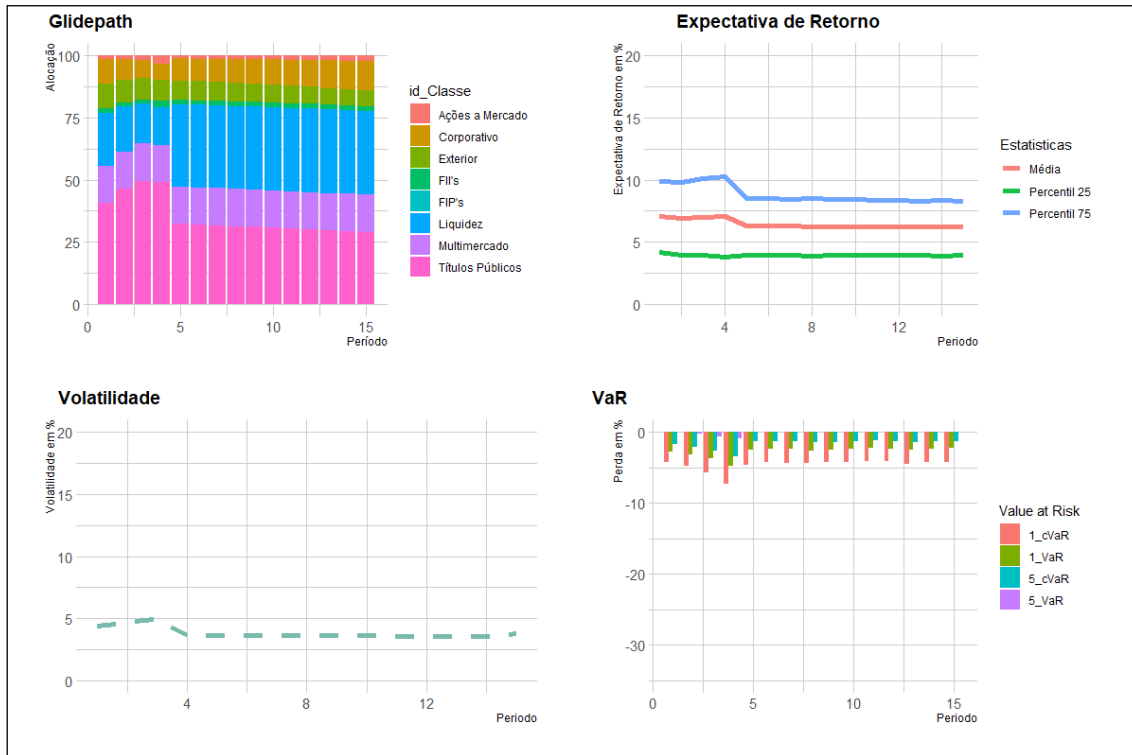 Glidepath
Alocação
100
75
50
25
0
0
5
10
15
Período
id_Classe
Ações a Mercado
Corporativo
Exterior
FII's
FIP's
Liquidez
Multimercado
Títulos Públicos
Expectativa de Retorno
Expectativa de Retorno em %
20
15
10
5
0
4
8
12
Periodo
Estatisticas
Média
Percentil 25
Percentil 75
Volatilidade
Volatilidade em %
20
15
10
5
0
4
8
12
Periodo
VaR
Perda em %
0
-10
-20
-30
0
5
10
15
Periodo
Value at Risk
1_cVaR
1_VaR
5_cVaR
5_VaR